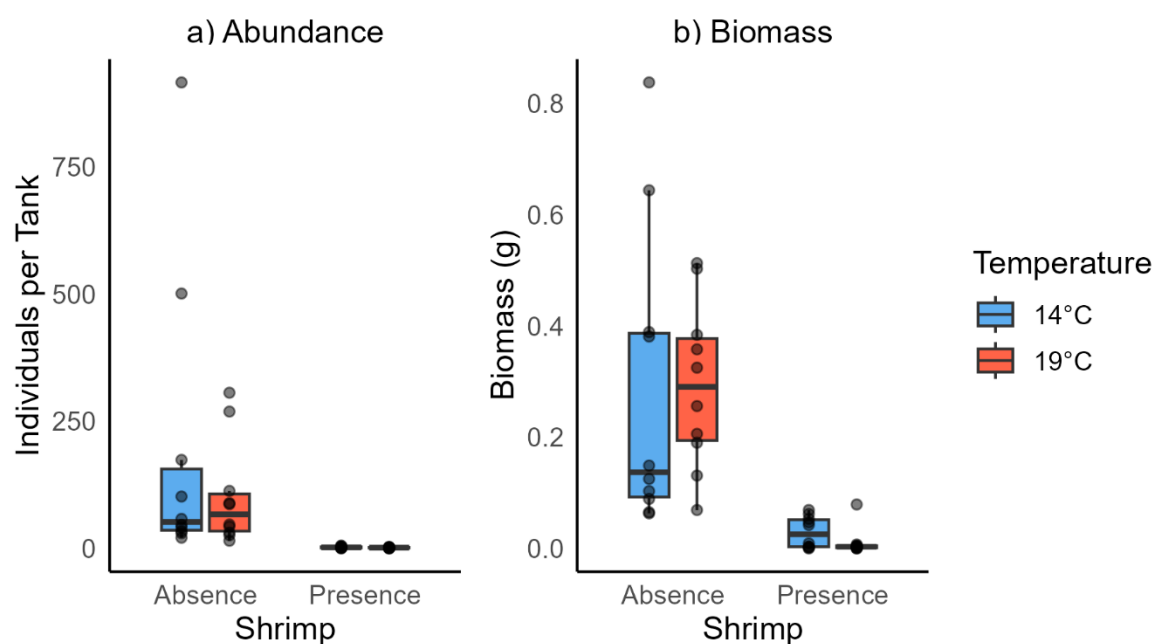 a) Abundance
Individuals per Tank
750
500
250
0
Absence Presence
Shrimp
b) Biomass
Biomass (g)
0.8
0.6
0.4
0.2
0.0
Absence Presence
Shrimp
Temperature
14°C
19°C